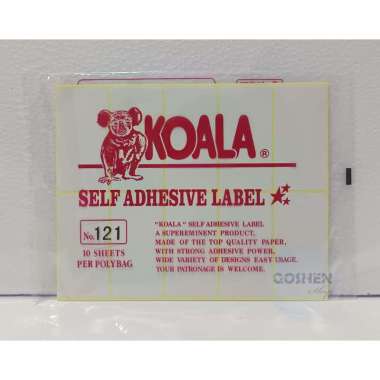 KOALA ®
SELF ADHESIVE LABEL
No. 121
10 SHEETS
PER POLYBAG
"KOALA" SELF ADHESIVE LABEL
A SUPEREMINENT PRODUCT,
MADE OF THE TOP QUALITY PAPER,
WITH STRONG ADHESIVE POWER,
WIDE VARIETY OF DESIGNS EASY USAGE,
YOUR PATRONAGE IS WELCOME.
GOSHEN